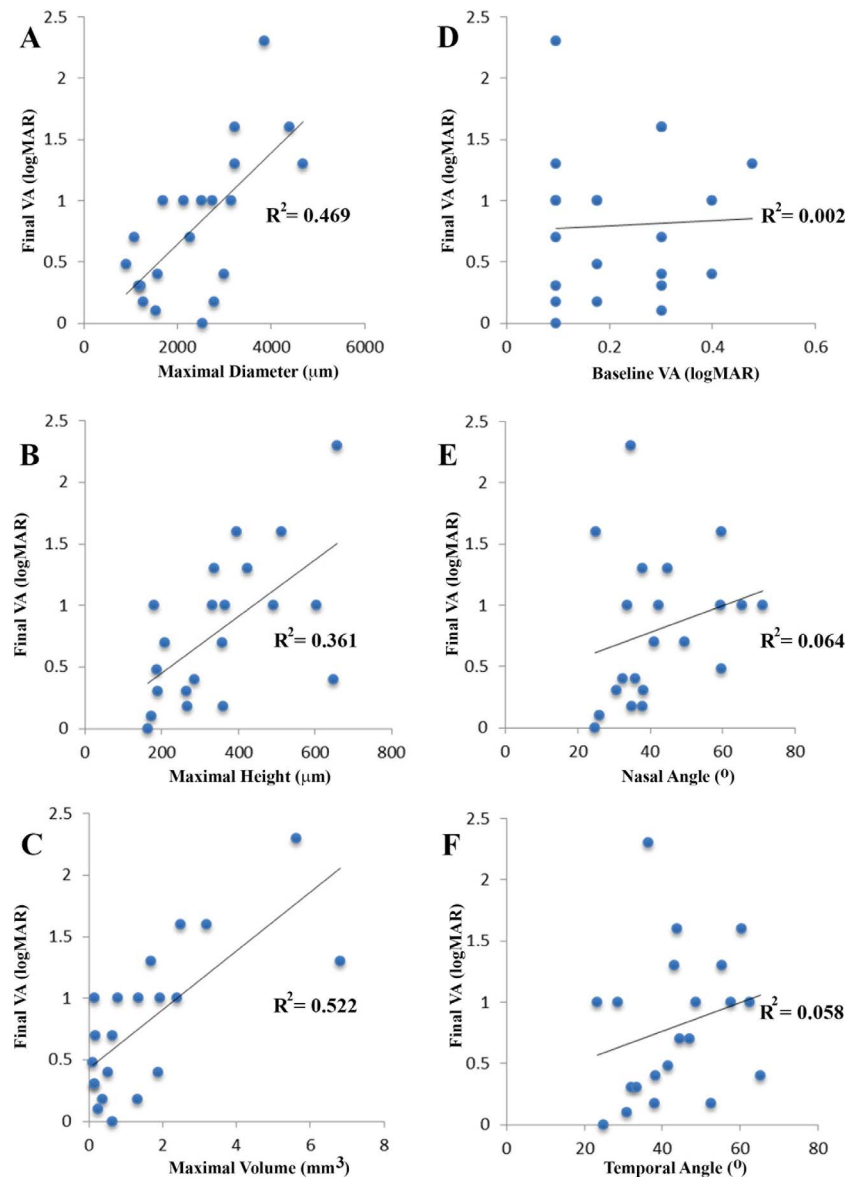 A
Final VA (logMAR)
2.5
2
1.5
1
0.5
0
R²= 0.469
0 2000 4000 6000
Maximal Diameter (µm)
B
Final VA (logMAR)
2.5
2
1.5
1
0.5
0
R²= 0.361
0 200 400 600 800
Maximal Height (µm)
C
Final VA (logMAR)
2.5
2
1.5
1
0.5
0
R²= 0.522
0 2 4 6 8
Maximal Volume (mm³)
D
Final VA (logMAR)
2.5
2
1.5
1
0.5
0
R²= 0.002
0 0.2 0.4 0.6
Baseline VA (logMAR)
E
Final VA (logMAR)
2.5
2
1.5
1
0.5
0
R²= 0.064
0 20 40 60 80
Nasal Angle (º)
F
Final VA (logMAR)
2.5
2
1.5
1
0.5
0
R²= 0.058
0 20 40 60 80
Temporal Angle (º)